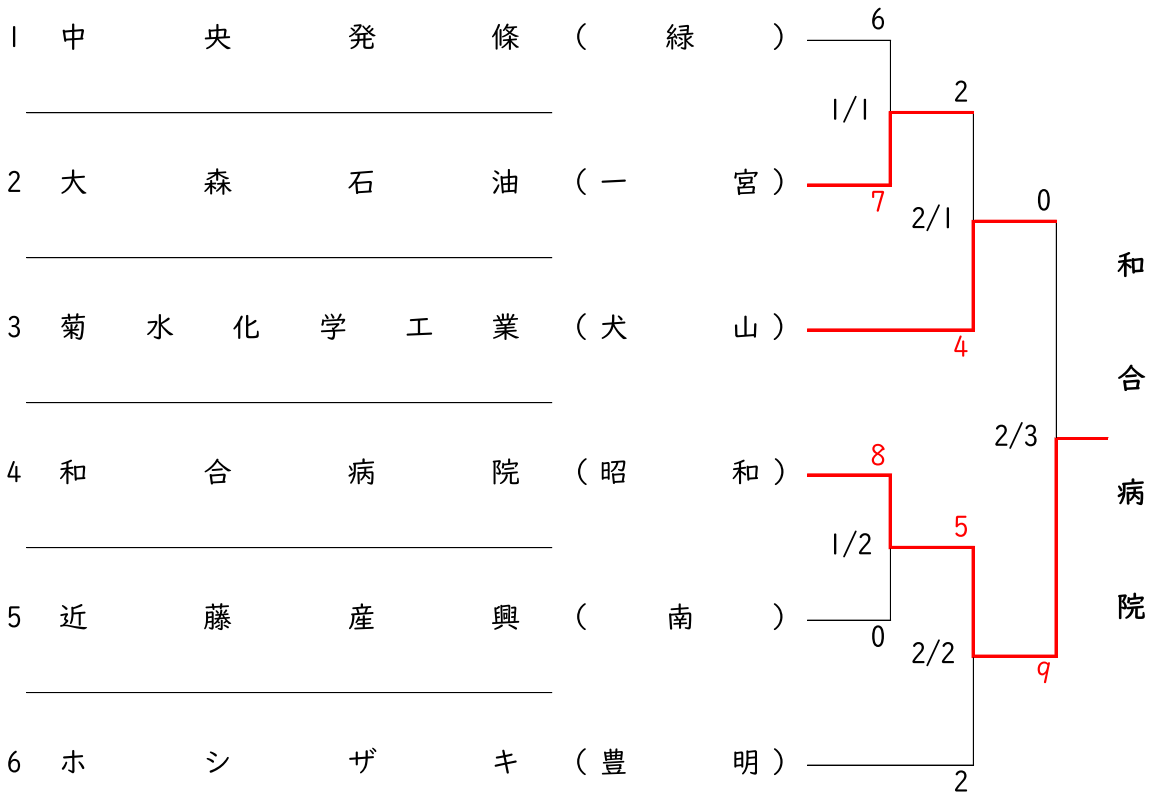 6
1 中央発條 (緑)
2
1/1
2 大森石油 (一宮)
7
0
2/1
3 菊水化学工業 (犬山)
4
2/3
8
4 和合病院 (昭和)
5
1/2
5 近藤産興 (南)
0
2/2
9
6 ホシザキ (豊明)
2
和合病院